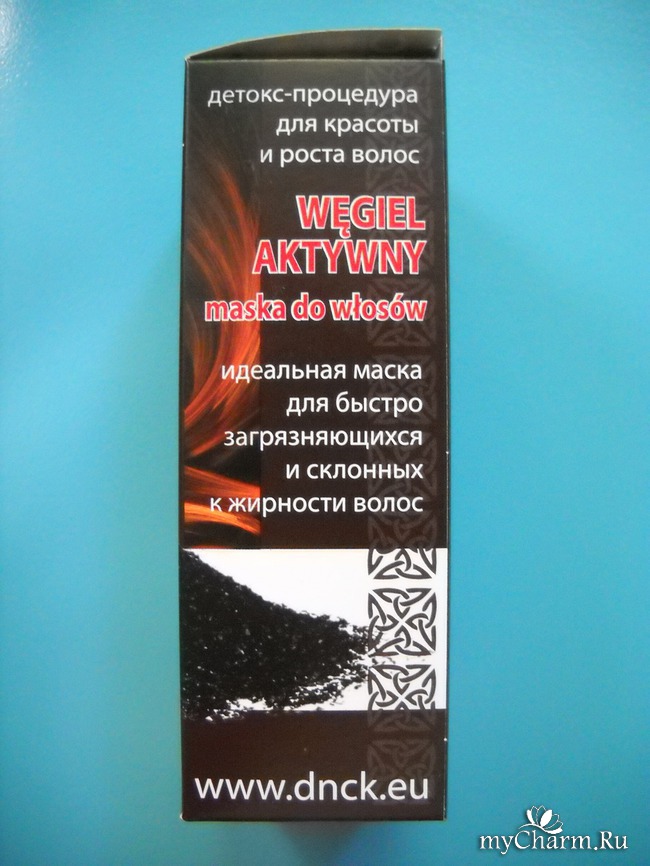 детокс-процедура
для красоты
и роста волос
WĘGIEL
AKTYWNY
maska do włosów
идеальная маска
для быстро
загрязняющихся
и склонных
к жирности волос
www.dnck.eu
myCharm.Ru